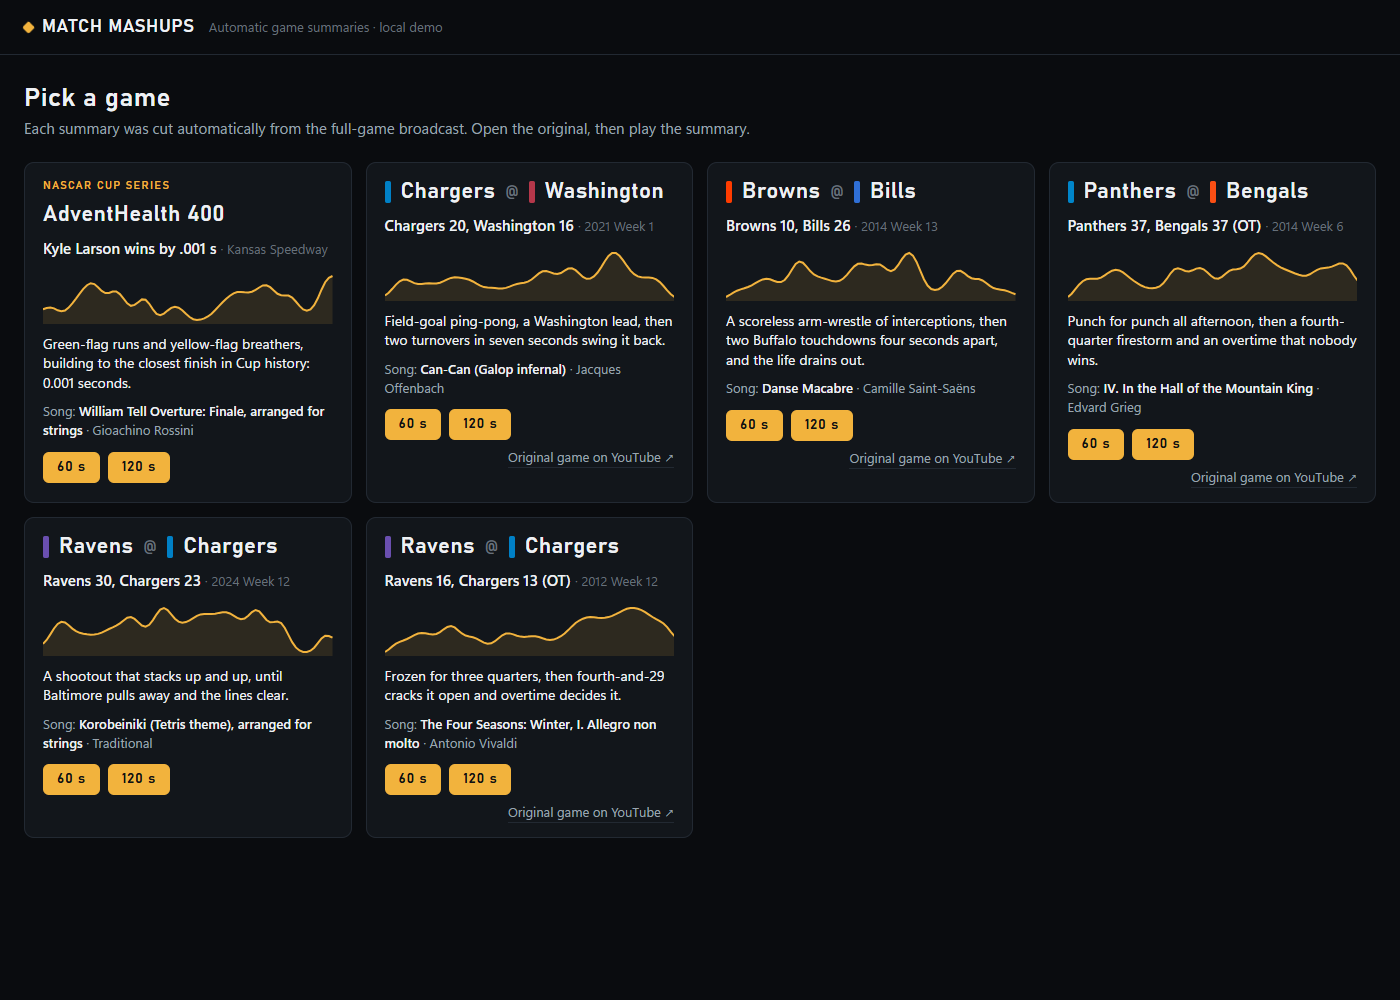 MATCH MASHUPS Automatic game summaries · local demo
Pick a game
Each summary was cut automatically from the full-game broadcast. Open the original, then play the summary.
NASCAR CUP SERIES
AdventHealth 400
Kyle Larson wins by .001 s · Kansas Speedway
Green-flag runs and yellow-flag breathers,
building to the closest finish in Cup history:
0.001 seconds.
Song: William Tell Overture: Finale, arranged for
strings · Gioachino Rossini
60 s 120 s
Chargers @ Washington
Chargers 20, Washington 16 · 2021 Week 1
Field-goal ping-pong, a Washington lead, then
two turnovers in seven seconds swing it back.
Song: Can-Can (Galop infernal) · Jacques
Offenbach
60 s 120 s
Original game on YouTube ↗
Browns @ Bills
Browns 10, Bills 26 · 2014 Week 13
A scoreless arm-wrestle of interceptions, then
two Buffalo touchdowns four seconds apart,
and the life drains out.
Song: Danse Macabre · Camille Saint-Saëns
60 s 120 s
Original game on YouTube ↗
Panthers @ Bengals
Panthers 37, Bengals 37 (OT) · 2014 Week 6
Punch for punch all afternoon, then a fourth-
quarter firestorm and an overtime that nobody
wins.
Song: IV. In the Hall of the Mountain King ·
Edvard Grieg
60 s 120 s
Original game on YouTube ↗
Ravens @ Chargers
Ravens 30, Chargers 23 · 2024 Week 12
A shootout that stacks up and up, until
Baltimore pulls away and the lines clear.
Song: Korobeiniki (Tetris theme), arranged for
strings · Traditional
60 s 120 s
Ravens @ Chargers
Ravens 16, Chargers 13 (OT) · 2012 Week 12
Frozen for three quarters, then fourth-and-29
cracks it open and overtime decides it.
Song: The Four Seasons: Winter, I. Allegro non
molto · Antonio Vivaldi
60 s 120 s
Original game on YouTube ↗